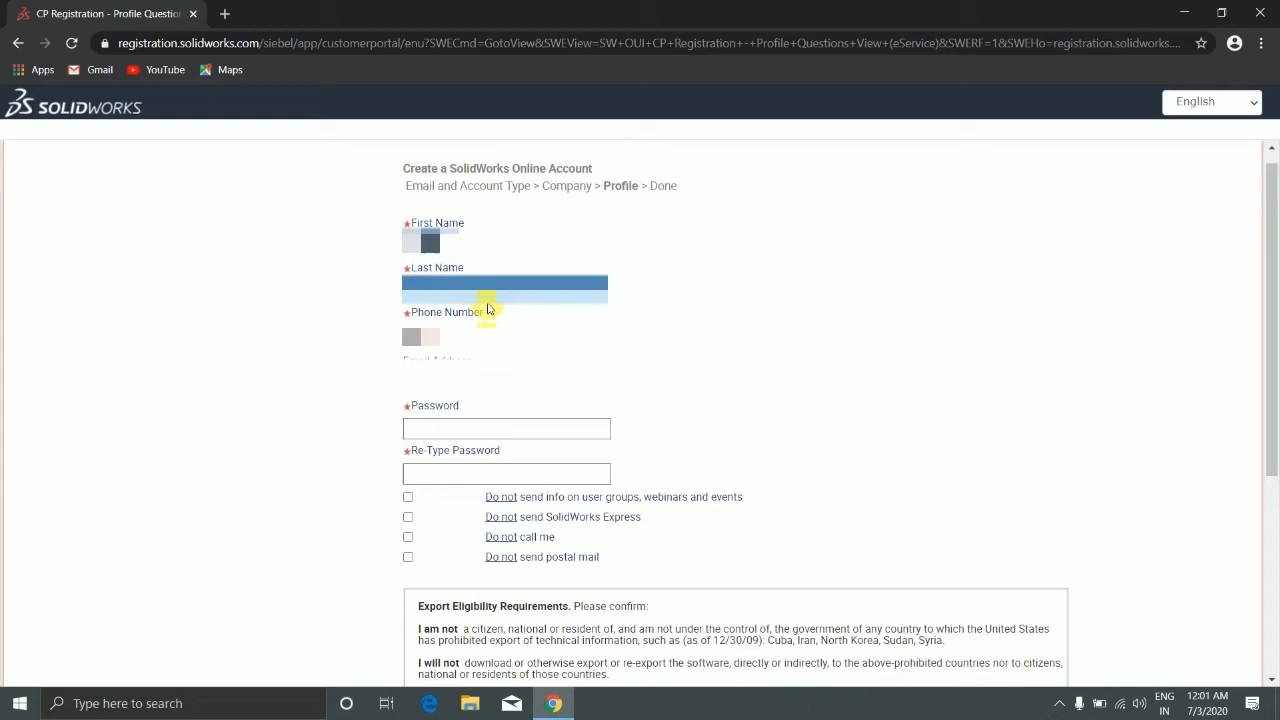 CP Registration - Profile Question
registration.solidworks.com/siebel/app/customerportal/enu?SWECmd=GotoView&SWEView=SW+OUI+CP+Registration+-+Profile+Questions+View+(eService)&SWERF=1&SWEHo=registration.solidworks.com...
Apps Gmail YouTube Maps
SOLIDWORKS
English
Create a SolidWorks Online Account
Email and Account Type > Company > Profile > Done
*First Name
*Last Name
*Phone Number
Email Address
*Password
*Re-Type Password
Do not send info on user groups, webinars and events
Do not send SolidWorks Express
Do not call me
Do not send postal mail
Export Eligibility Requirements. Please confirm:
I am not a citizen, national or resident of, and am not under the control of, the government of any country to which the United States
has prohibited export of technical information, such as (as of 12/30/09): Cuba, Iran, North Korea, Sudan, Syria.
I will not download or otherwise export or re-export the software, directly or indirectly, to the above-prohibited countries nor to citizens,
national or residents of those countries.
Type here to search
ENG
IN
12:01 AM
7/3/2020